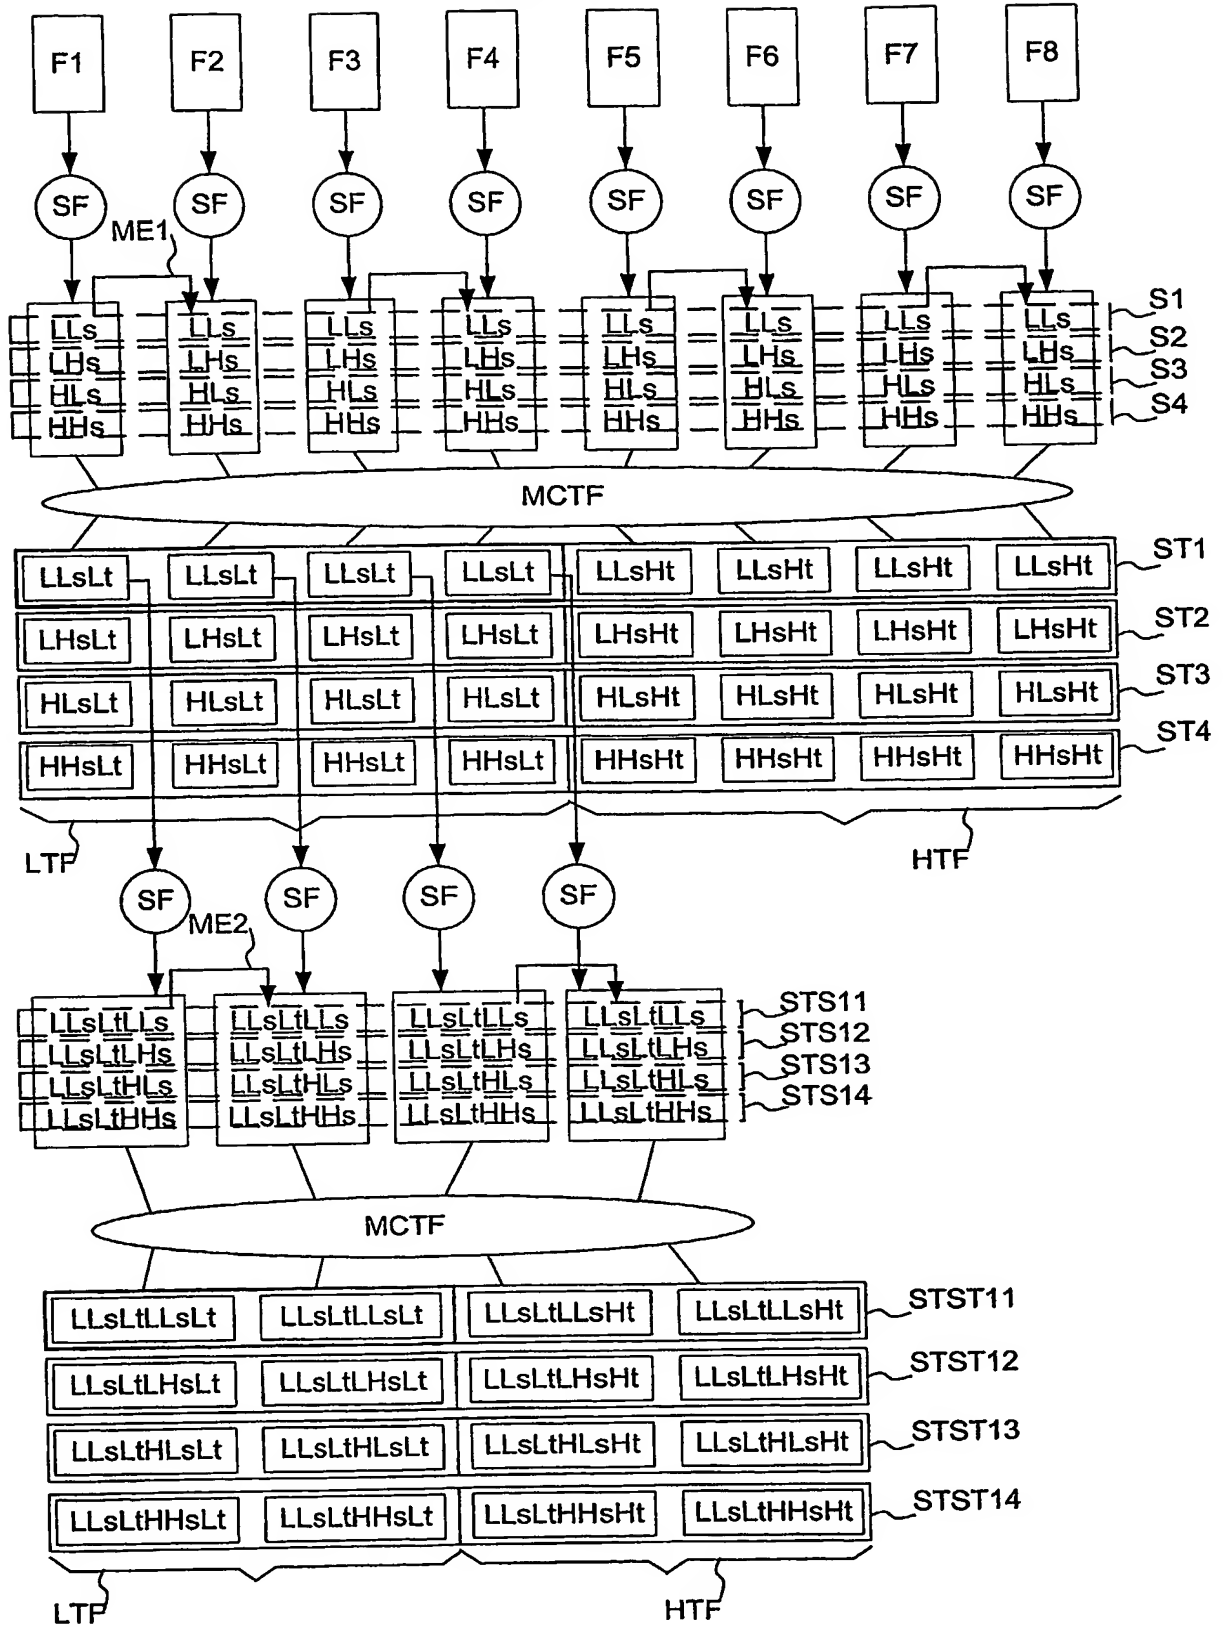 F1 F2 F3 F4 F5 F6 F7 F8
SF SF SF SF SF SF SF SF
ME1
LLs LLs LLs LLs LLs LLs LLs LLs S1
LHs LHs LHs LHs LHs LHs LHs LHs S2
HLs HLs HLs HLs HLs HLs HLs HLs S3
HHs HHs HHs HHs HHs HHs HHs HHs S4
MCTF
LLsLt LLsLt LLsLt LLsLt LLsHt LLsHt LLsHt LLsHt ST1
LHsLt LHsLt LHsLt LHsLt LHsHt LHsHt LHsHt LHsHt ST2
HLsLt HLsLt HLsLt HLsLt HLsHt HLsHt HLsHt HLsHt ST3
HHsLt HHsLt HHsLt HHsLt HHsHt HHsHt HHsHt HHsHt ST4
LTF HTF
SF SF SF SF
ME2
LLsLtLLs LLsLtLLs LLsLtLLs LLsLtLLs STS11
LLsLtLHs LLsLtLHs LLsLtLHs LLsLtLHs STS12
LLsLtHLs LLsLtHLs LLsLtHLs LLsLtHLs STS13
LLsLtHHs LLsLtHHs LLsLtHHs LLsLtHHs STS14
MCTF
LLsLtLLsLt LLsLtLLsLt LLsLtLLsHt LLsLtLLsHt STST11
LLsLtLHsLt LLsLtLHsLt LLsLtLHsHt LLsLtLHsHt STST12
LLsLtHLsLt LLsLtHLsLt LLsLtHLsHt LLsLtHLsHt STST13
LLsLtHHsLt LLsLtHHsLt LLsLtHHsHt LLsLtHHsHt STST14
LTF HTF